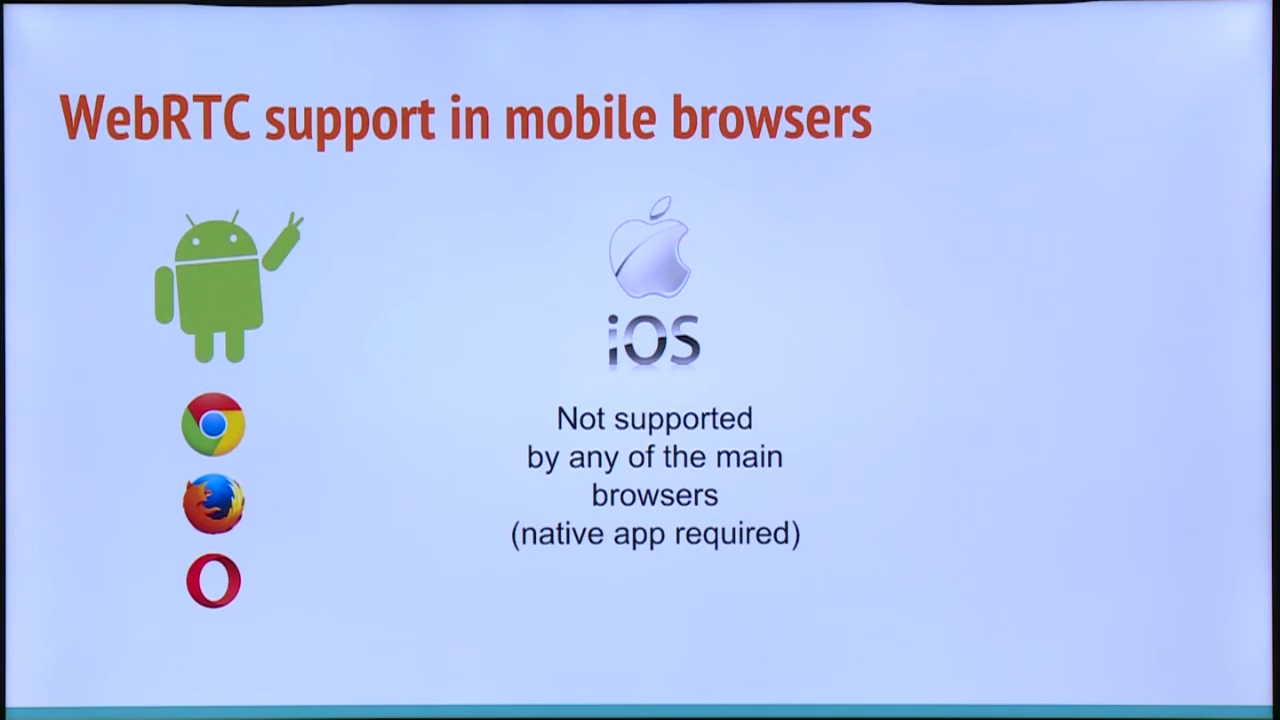 WebRTC support in mobile browsers
iOS
Not supported
by any of the main
browsers
(native app required)